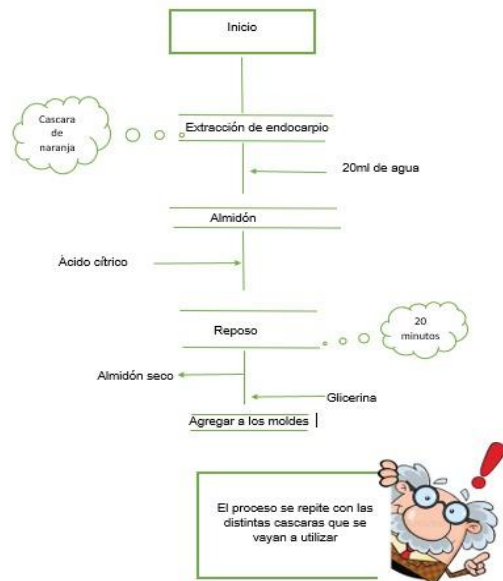 Inicio
Cascara
de
naranja
Extracción de endocarpio
20ml de agua
Almidón
Ácido cítrico
Reposo
20
minutos
Almidón seco
Glicerina
Agregar a los moldes
El proceso se repite con las
distintas cascaras que se
vayan a utilizar